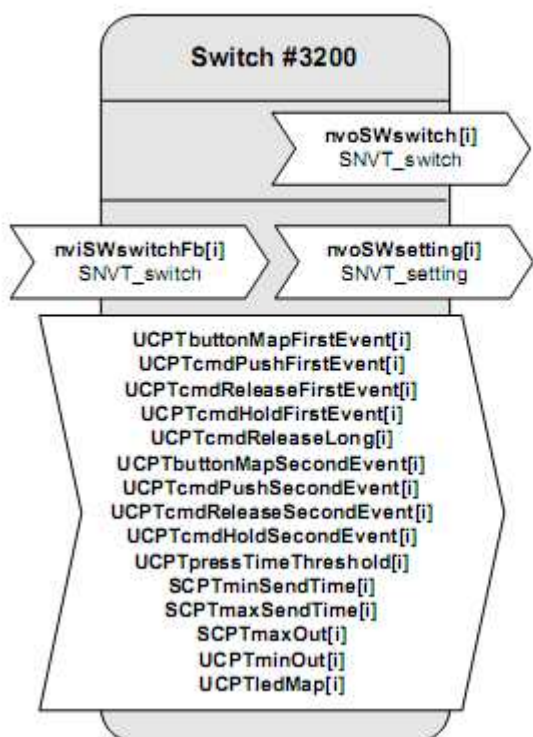 Switch #3200
nvoSWswitch[i]
SNVT_switch
nviSWswitchFb[i]
SNVT_switch
nvoSWsetting[i]
SNVT_setting
UCPTbuttonMapFirstEvent[i]
UCPTcmdPushFirstEvent[i]
UCPTcmdReleaseFirstEvent[i]
UCPTcmdHoldFirstEvent[i]
UCPTcmdReleaseLong[i]
UCPTbuttonMapSecondEvent[i]
UCPTcmdPushSecondEvent[i]
UCPTcmdReleaseSecondEvent[i]
UCPTcmdHoldSecondEvent[i]
UCPTpressTimeThreshold[i]
SCPTminSendTime[i]
SCPTmaxSendTime[i]
SCPTmaxOut[i]
UCPTminOut[i]
UCPTledMap[i]